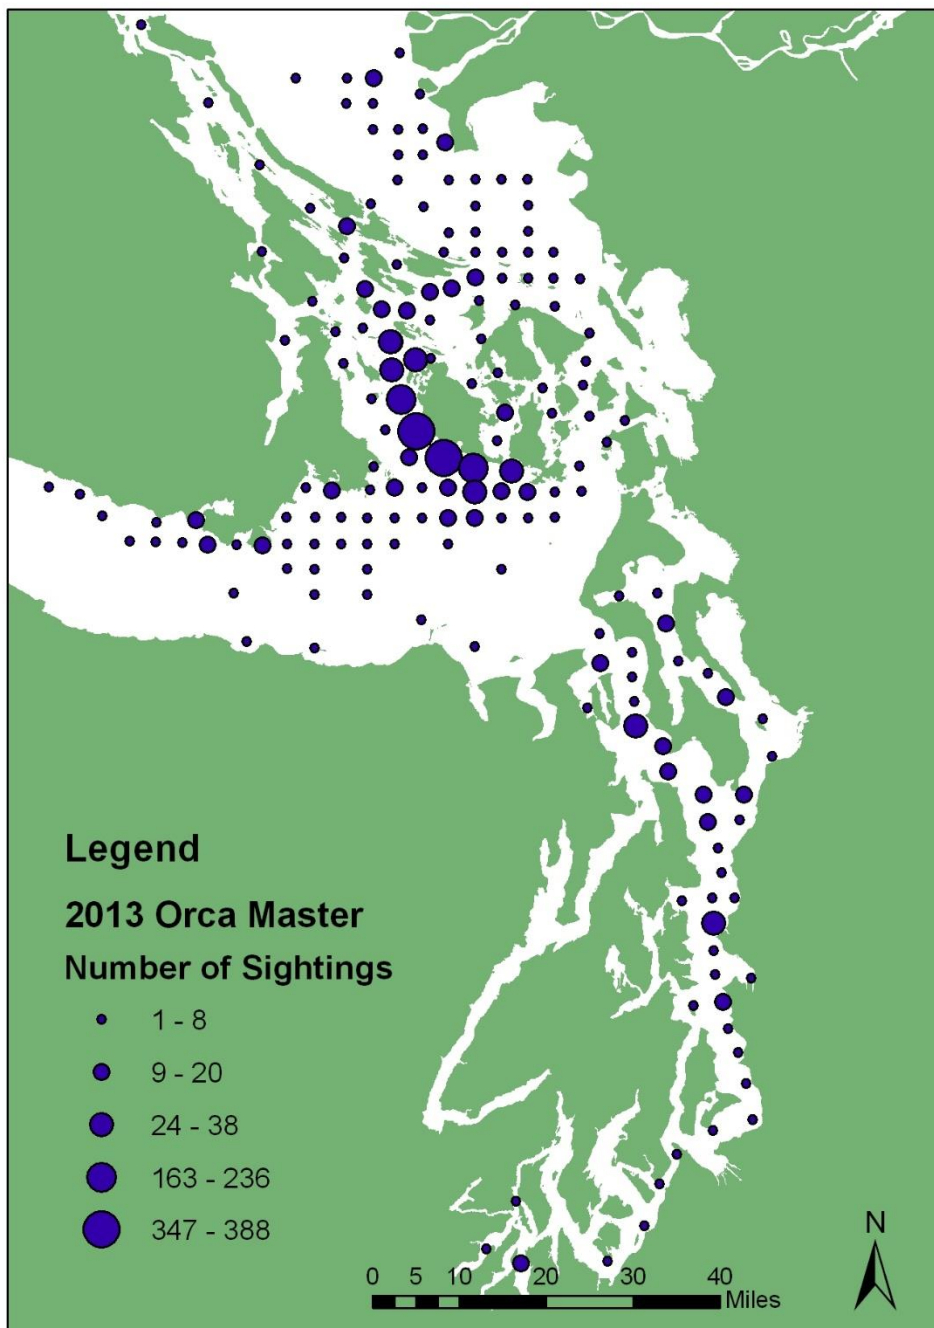 Legend
2013 Orca Master
Number of Sightings
1 - 8
9 - 20
24 - 38
163 - 236
347 - 388
N
0 5 10 20 30 40
Miles